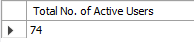 Total No. of Active Users
74